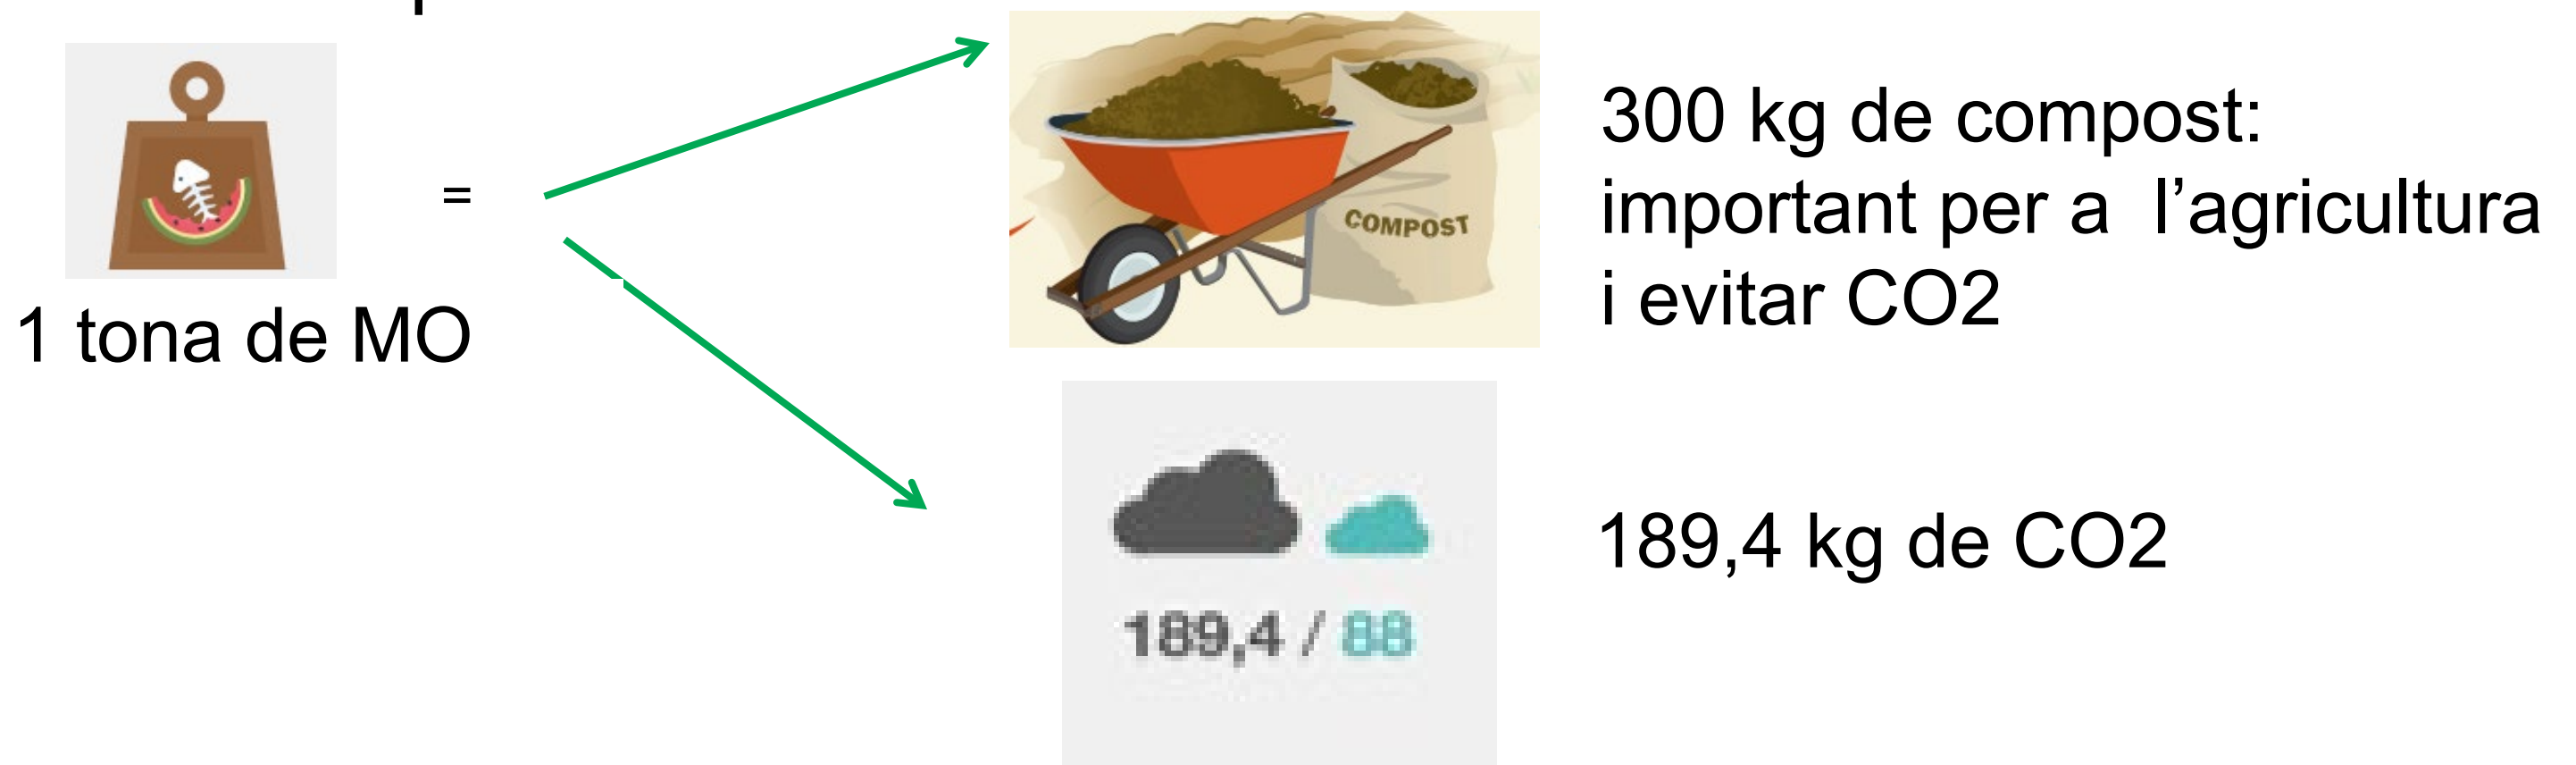 =
1 tona de MO
COMPOST
300 kg de compost:
important per a  l’agricultura
i evitar CO2
189,4 / 88
189,4 kg de CO2